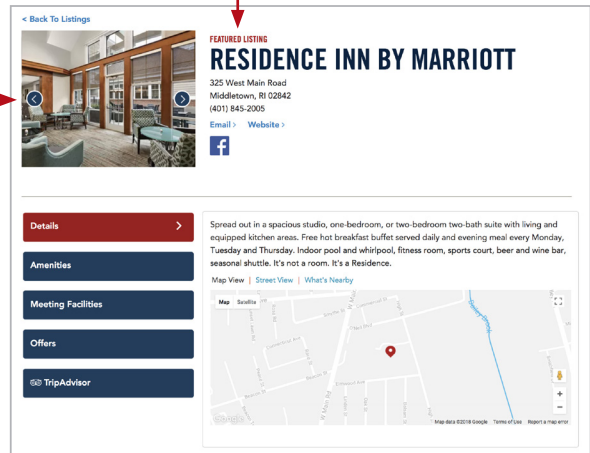 < Back To Listings
FEATURED LISTING
RESIDENCE INN BY MARRIOTT
325 West Main Road
Middletown, RI 02842
(401) 845-2005
Email > Website >
f
Details >
Amenities
Meeting Facilities
Offers
TripAdvisor
Spread out in a spacious studio, one-bedroom, or two-bedroom two-bath suite with living and
equipped kitchen areas. Free hot breakfast buffet served daily and evening meal every Monday,
Tuesday and Thursday. Indoor pool and whirlpool, fitness room, sports court, beer and wine bar,
seasonal shuttle. It's not a room. It's a Residence.
Map View | Street View | What's Nearby
Map Satellite
W Main Rd
Google
Map data ©2018 Google Terms of Use Report a map error